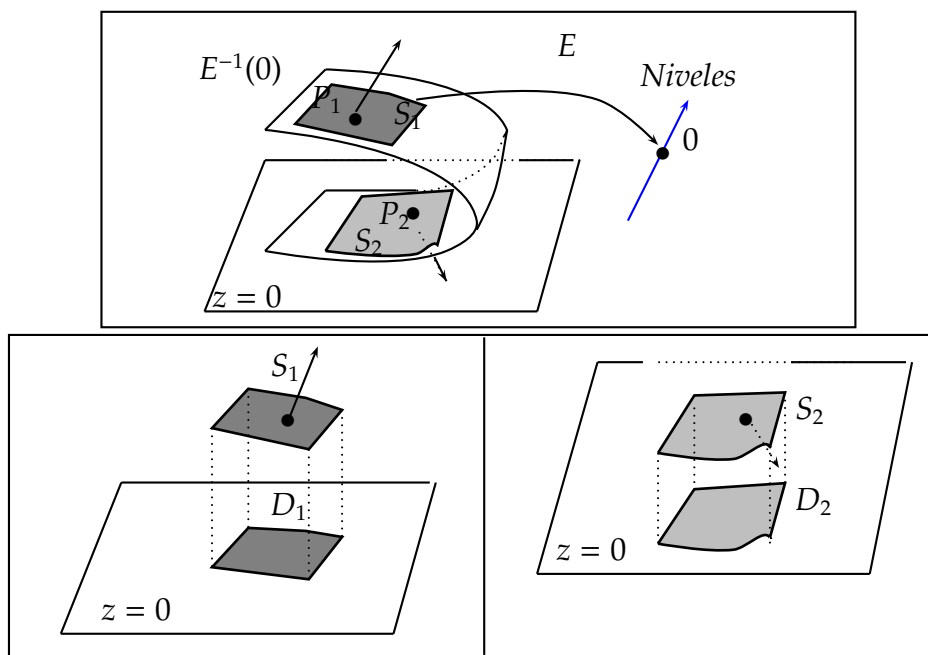 E
E⁻¹(0)
Niveles
P₁
S₁
0
P₂
S₂
z = 0
S₁
D₁
z = 0
S₂
D₂
z = 0